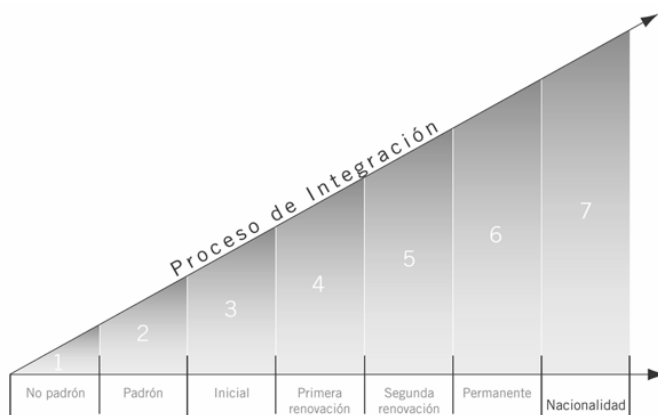 Proceso de Integración
1
2
3
4
5
6
7
No padrón
Padrón
Inicial
Primera
renovación
Segunda
renovación
Permanente
Nacionalidad